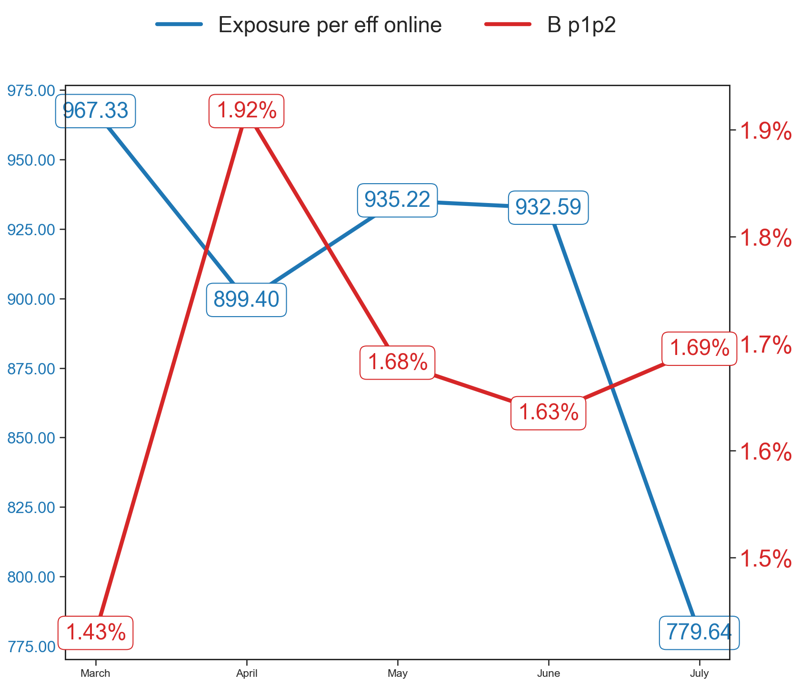 Exposure per eff online B p1p2
975.00
967.33 1.92% 1.9%
950.00
935.22 932.59
925.00 1.8%
900.00 899.40
1.68% 1.69% 1.7%
875.00
1.63%
850.00 1.6%
825.00
800.00 1.5%
775.00 1.43% 779.64
March April May June July